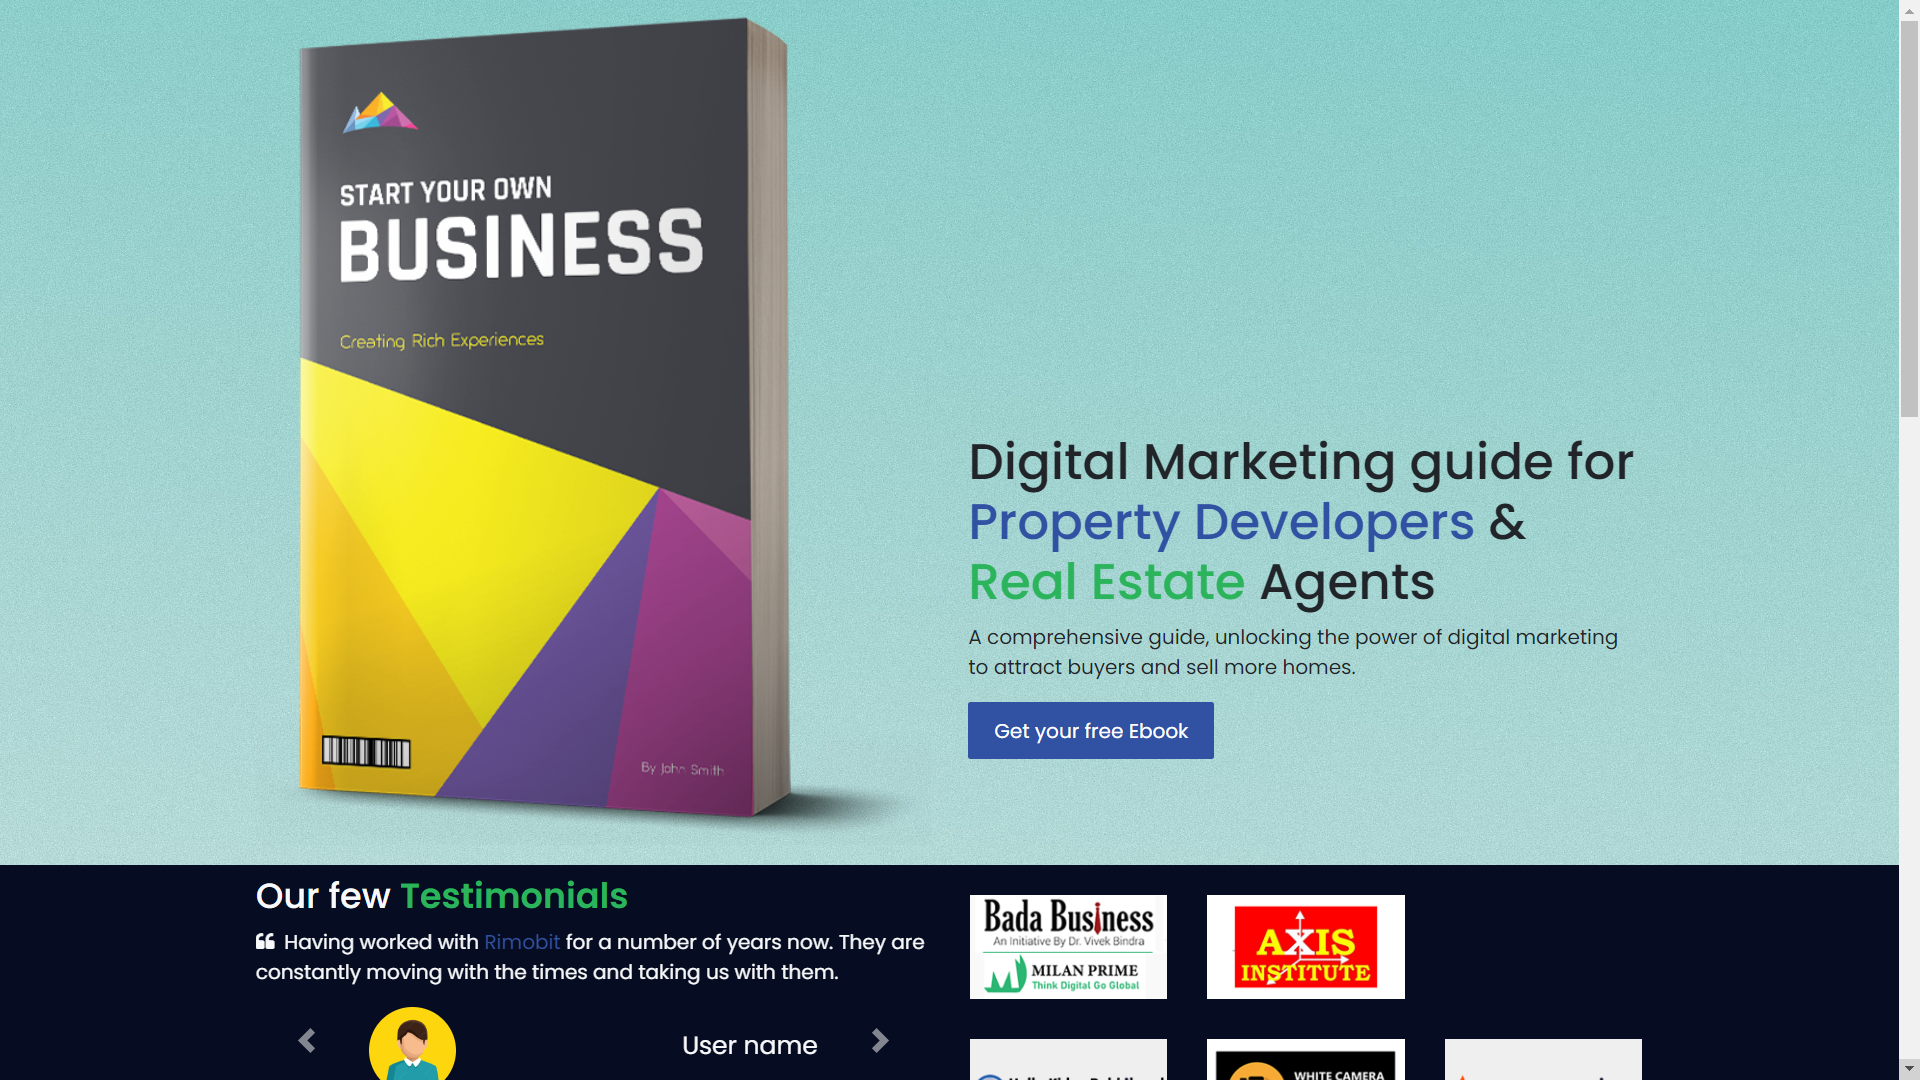 START YOUR OWN
BUSINESS
Creating Rich Experiences
By John Smith
Digital Marketing guide for
Property Developers &
Real Estate Agents
A comprehensive guide, unlocking the power of digital marketing
to attract buyers and sell more homes.
Get your free Ebook
Our few Testimonials
Having worked with Rimobit for a number of years now. They are
constantly moving with the times and taking us with them.
User name
Bada Business
An Initiative By Dr. Vivek Bindra
MILAN PRIME
Think Digital Go Global
AXIS
INSTITUTE
WHITE CAMERA